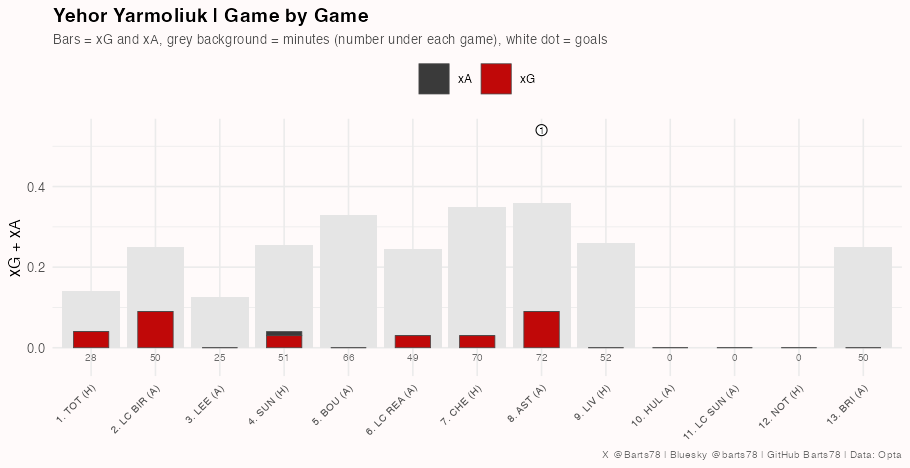 Yehor Yarmoliuk | Game by Game
Bars = xG and xA, grey background = minutes (number under each game), white dot = goals
xA xG
1
0.4
0.2
0.0
xG + xA
28 50 25 51 66 49 70 72 52 0 0 0 50
1. TOT (H)
2. LC BIR (A)
3. LEE (A)
4. SUN (H)
5. BOU (A)
6. LC REA (A)
7. CHE (H)
8. AST (A)
9. LIV (H)
10. HUL (A)
11. LC SUN (A)
12. NOT (H)
13. BRI (A)
X @Barts78 | Bluesky @barts78 | GitHub Barts78 | Data: Opta